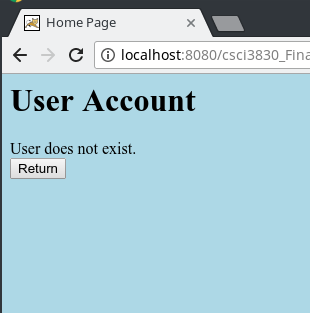 Home Page
localhost:8080/csci3830_Fina
User Account
User does not exist.
Return